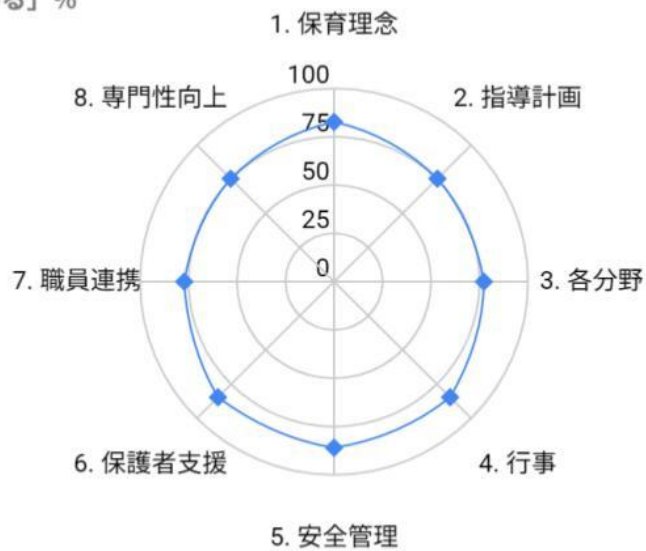 る」%
1. 保育理念
100
8. 専門性向上
2. 指導計画
75
50
25
0
7. 職員連携
3. 各分野
6. 保護者支援
4. 行事
5. 安全管理